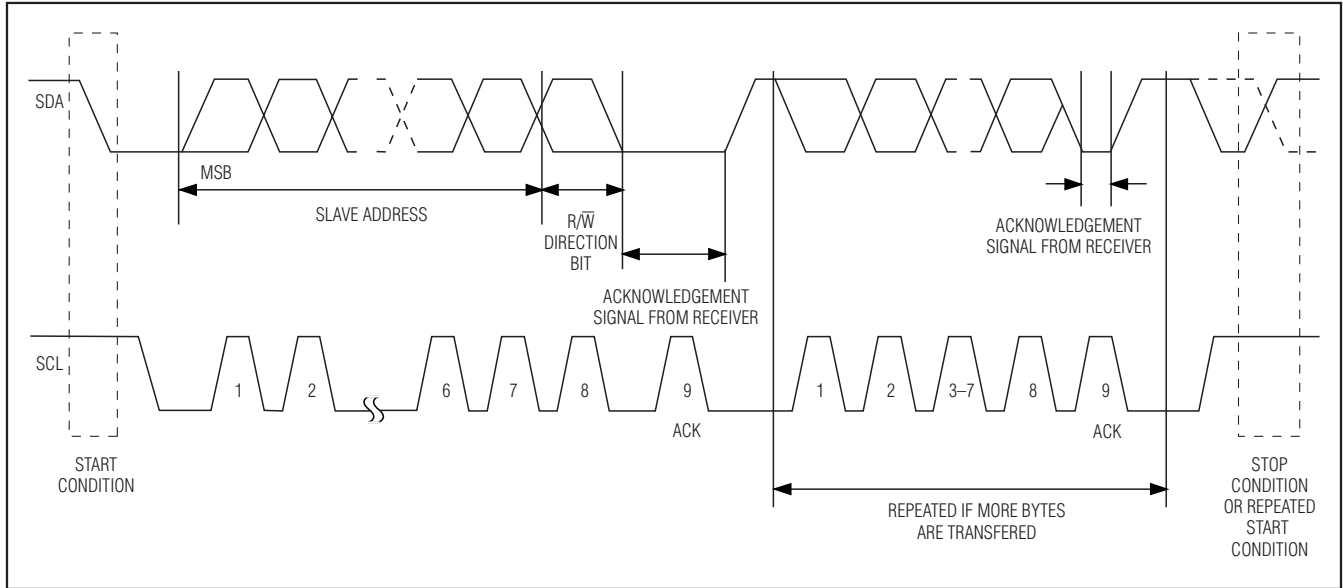 SDA
MSB
SLAVE ADDRESS
R/W̅
DIRECTION
BIT
ACKNOWLEDGEMENT
SIGNAL FROM RECEIVER
ACKNOWLEDGEMENT
SIGNAL FROM RECEIVER
SCL
1 2 6 7 8 9 1 2 3–7 8 9
ACK ACK
START
CONDITION
REPEATED IF MORE BYTES
ARE TRANSFERED
STOP
CONDITION
OR REPEATED
START
CONDITION